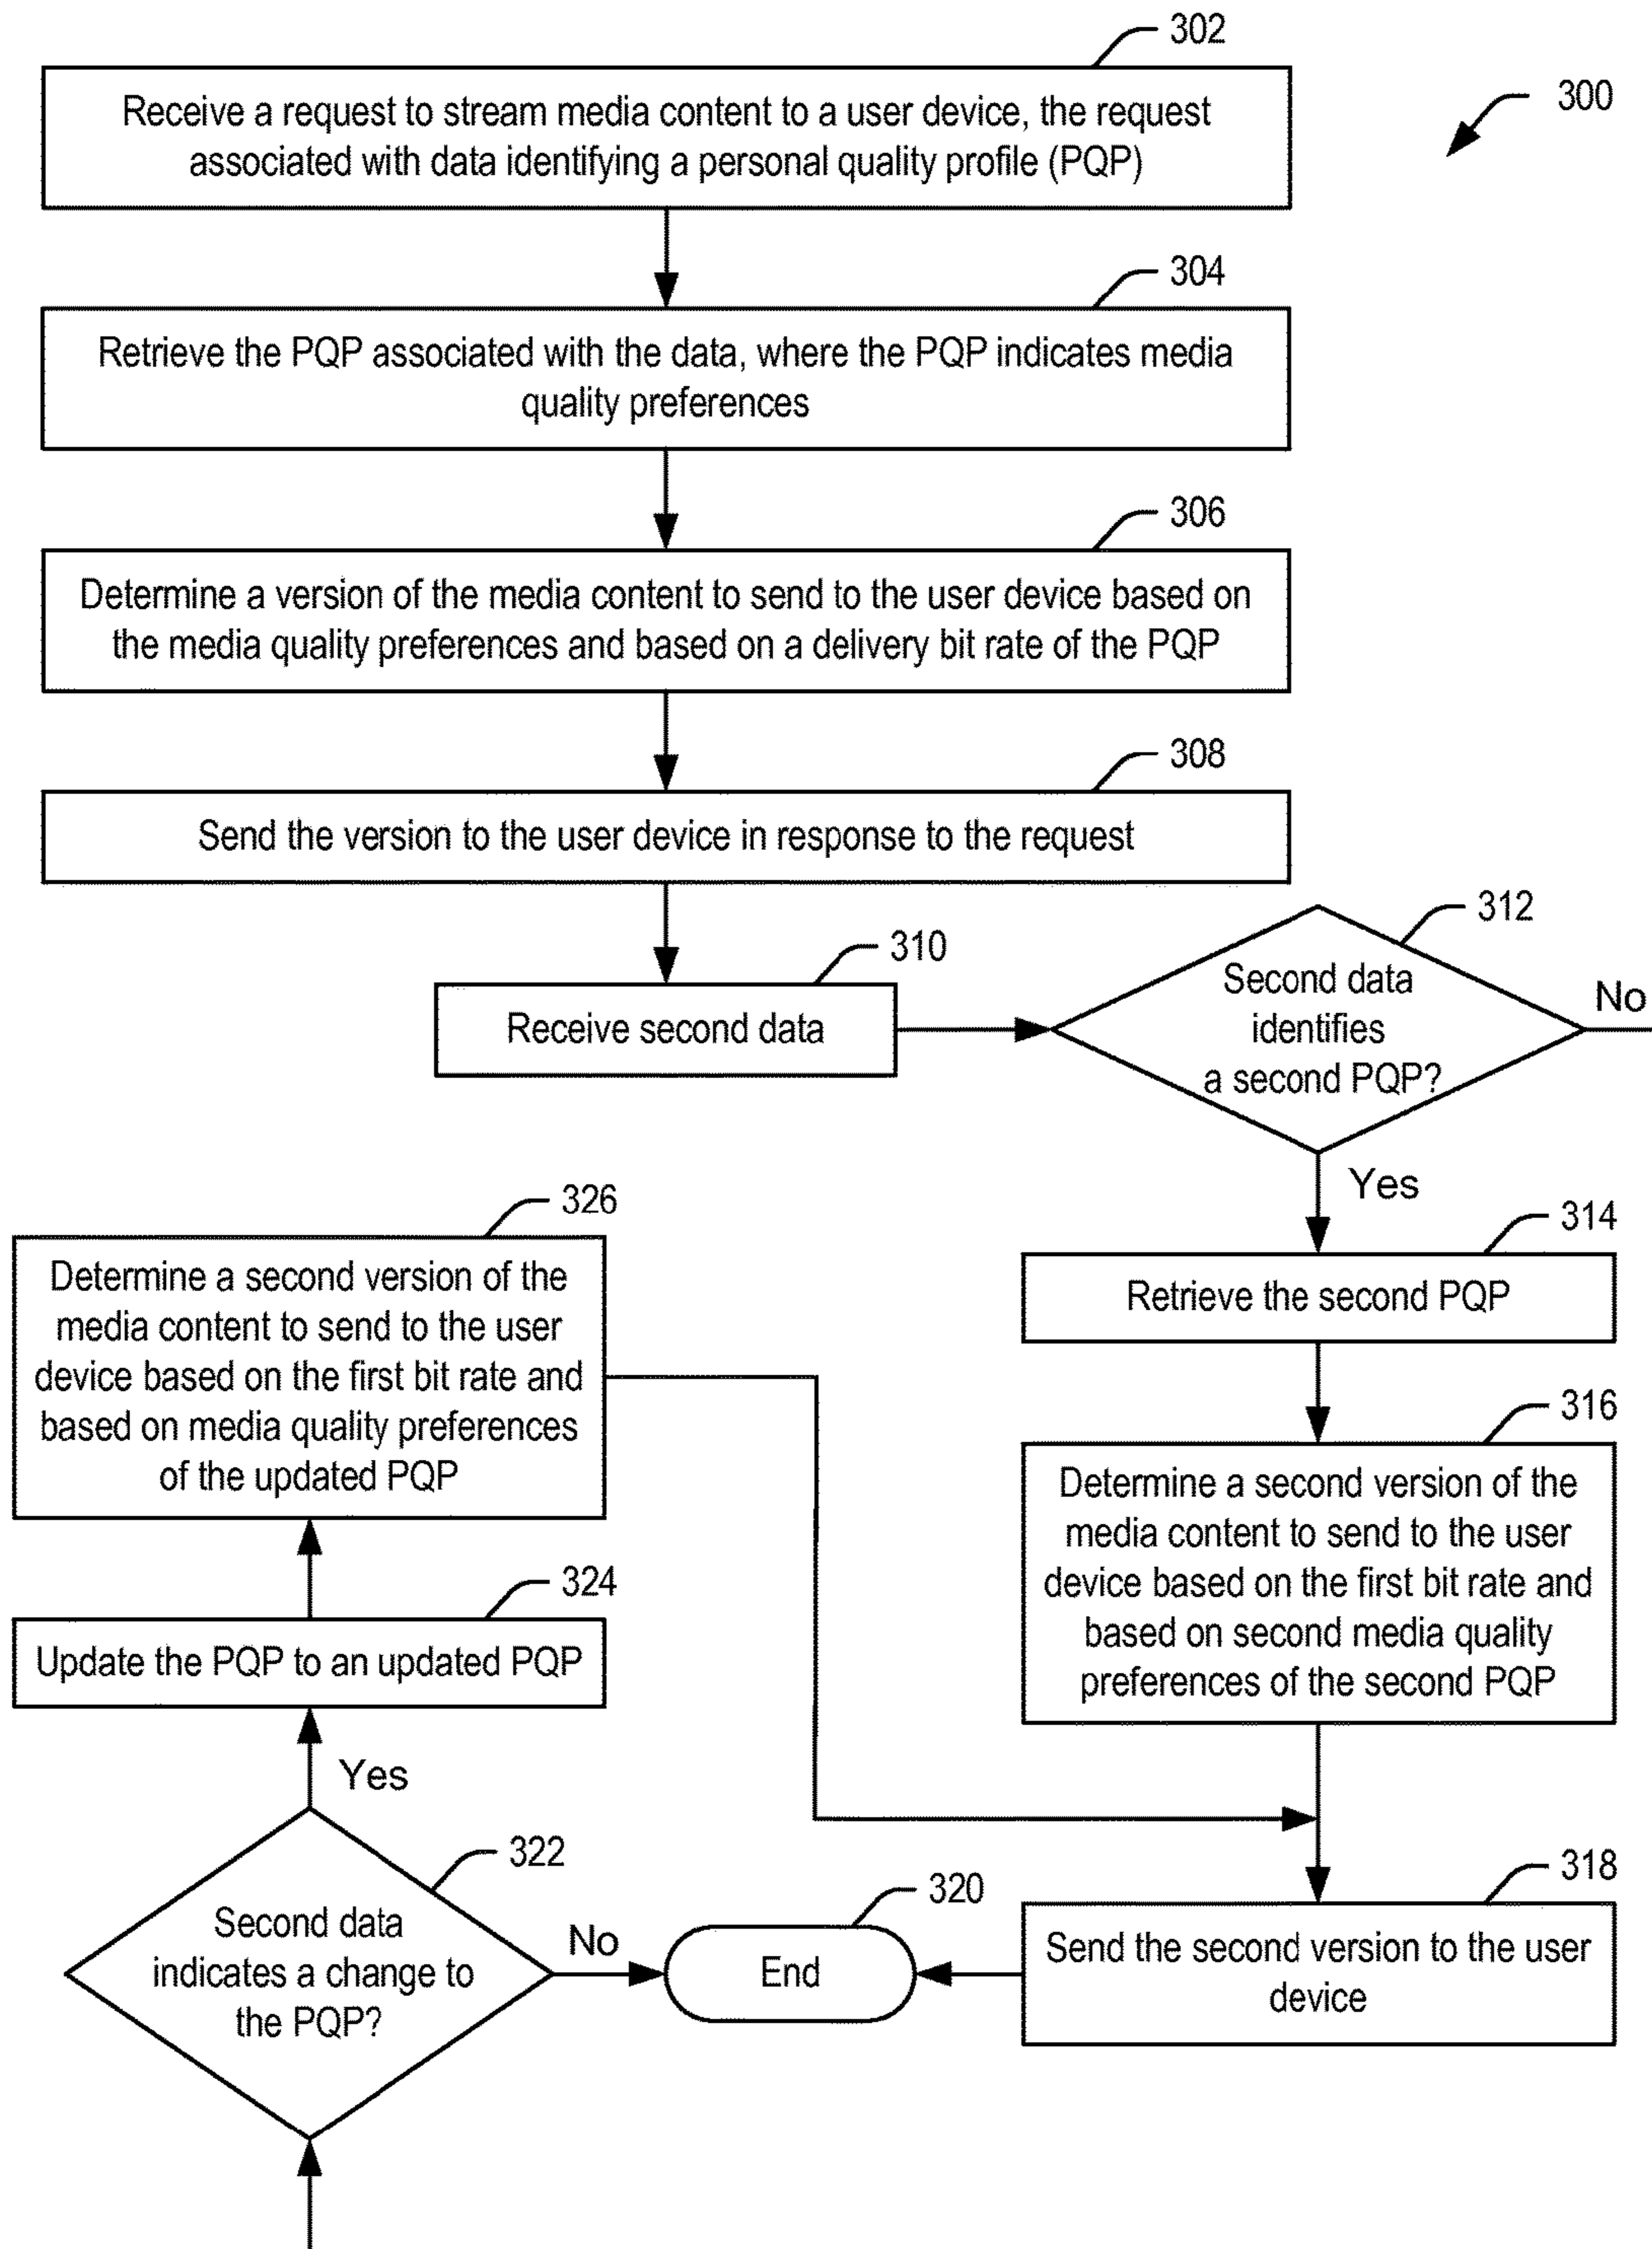 302
300
Receive a request to stream media content to a user device, the request
associated with data identifying a personal quality profile (PQP)
304
Retrieve the PQP associated with the data, where the PQP indicates media
quality preferences
306
Determine a version of the media content to send to the user device based on
the media quality preferences and based on a delivery bit rate of the PQP
308
Send the version to the user device in response to the request
310
Receive second data
312
Second data
identifies
a second PQP?
No
Yes
314
Retrieve the second PQP
316
Determine a second version of the
media content to send to the user
device based on the first bit rate and
based on second media quality
preferences of the second PQP
318
Send the second version to the user
device
320
End
322
Second data
indicates a change to
the PQP?
No
Yes
324
Update the PQP to an updated PQP
326
Determine a second version of the
media content to send to the user
device based on the first bit rate and
based on media quality preferences
of the updated PQP